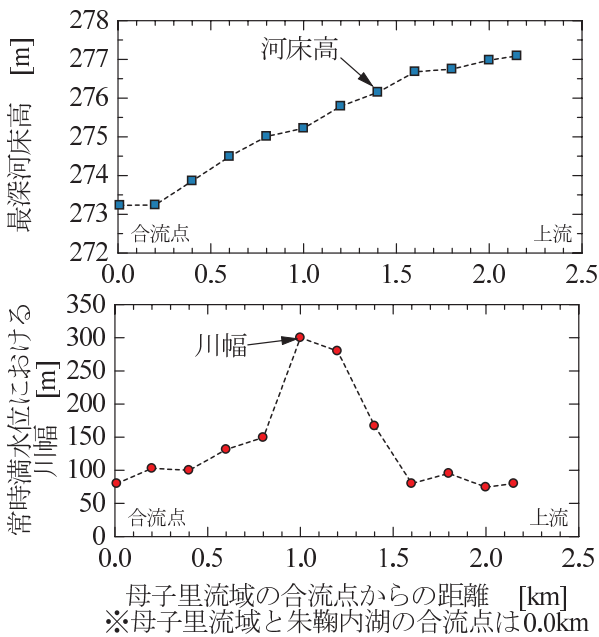 278
277
276
275
274
273
272
最深河床高 [m]
河床高
合流点
上流
0.0 0.5 1.0 1.5 2.0 2.5
350
300
250
200
150
100
50
0
常時満水位における
川幅 [m]
川幅
合流点
上流
0.0 0.5 1.0 1.5 2.0 2.5
母子里流域の合流点からの距離 [km]
※母子里流域と朱鞠内湖の合流点は0.0km